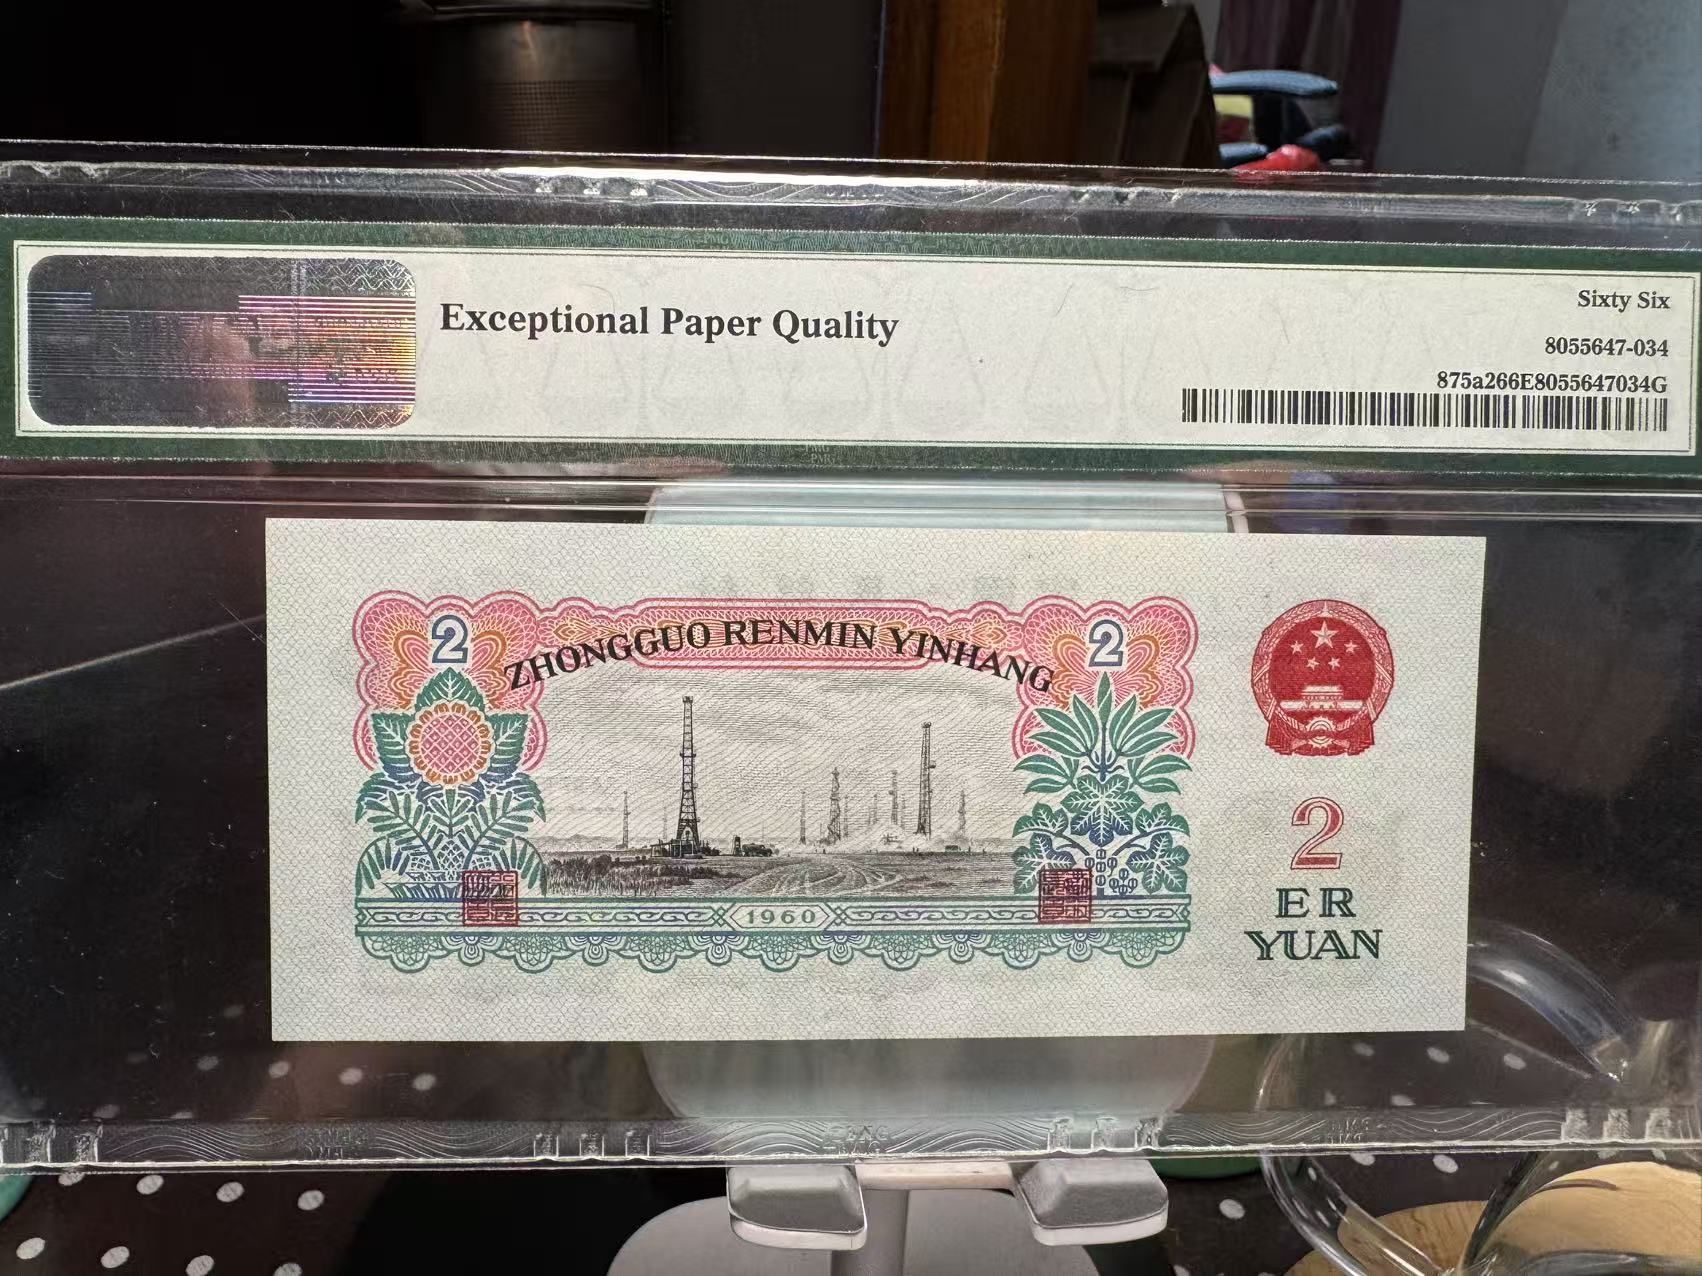 Exceptional Paper Quality
Sixty Six
8055647-034
875a266E8055647034G
2
2
ZHONGGUO RENMIN YINHANG
1960
2
ER
YUAN